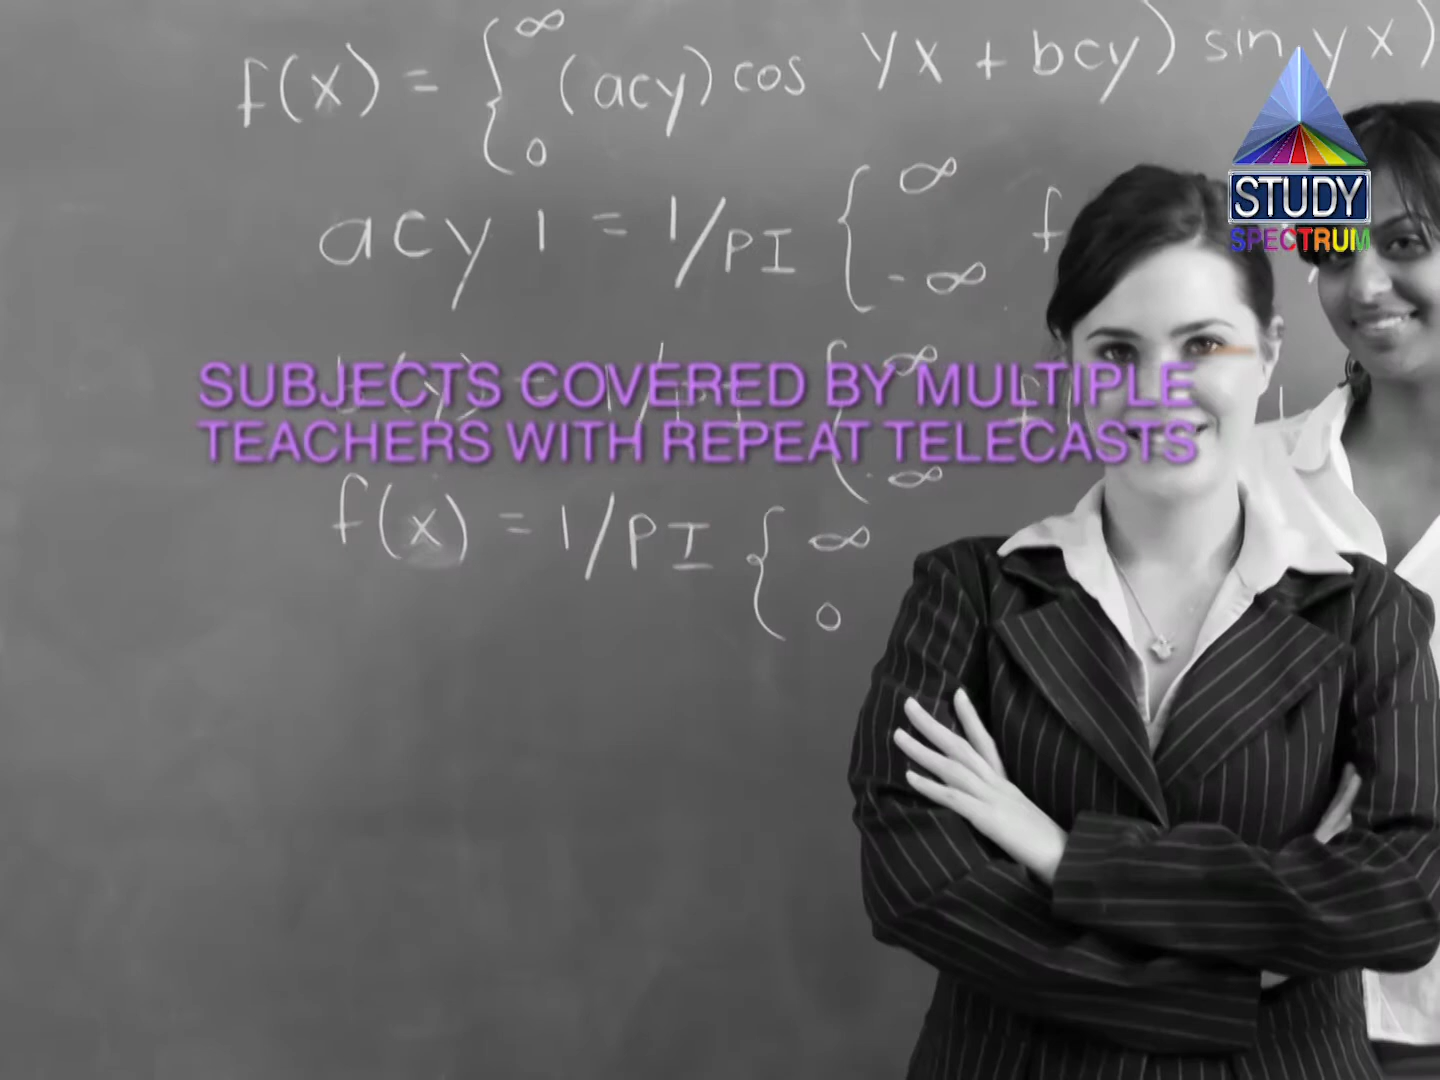 f(x) = { ∞ 0 (acy) cos yx + bcy) sin yx)
STUDY
SPECTRUM
acy 1 = 1/PI { ∞ -∞ f
SUBJECTS COVERED BY MULTIPLE
TEACHERS WITH REPEAT TELECASTS
f(x) = 1/PI { ∞ 0